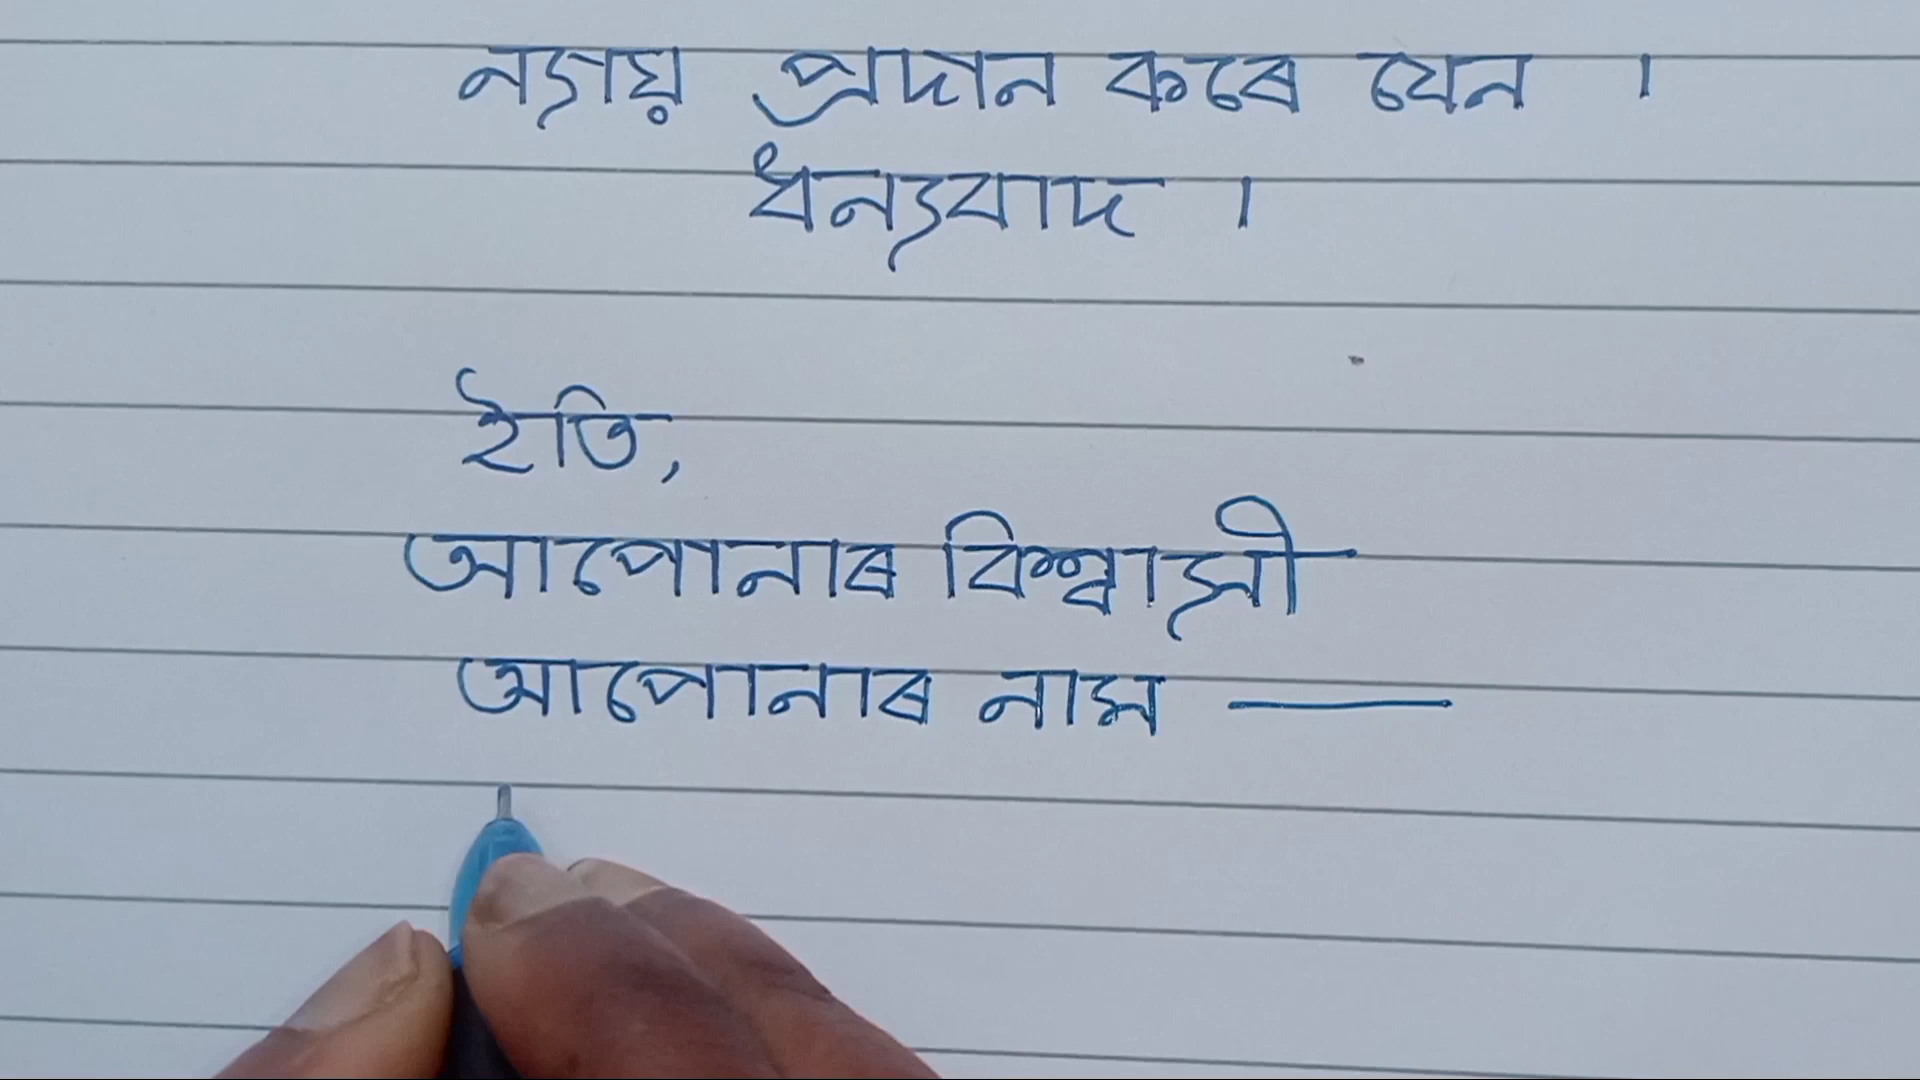 ন্যায় প্ৰদান কৰে যেন ।
ধন্যবাদ ।
ইতি,
আপোনাৰ বিশ্বাসী
আপোনাৰ নাম —